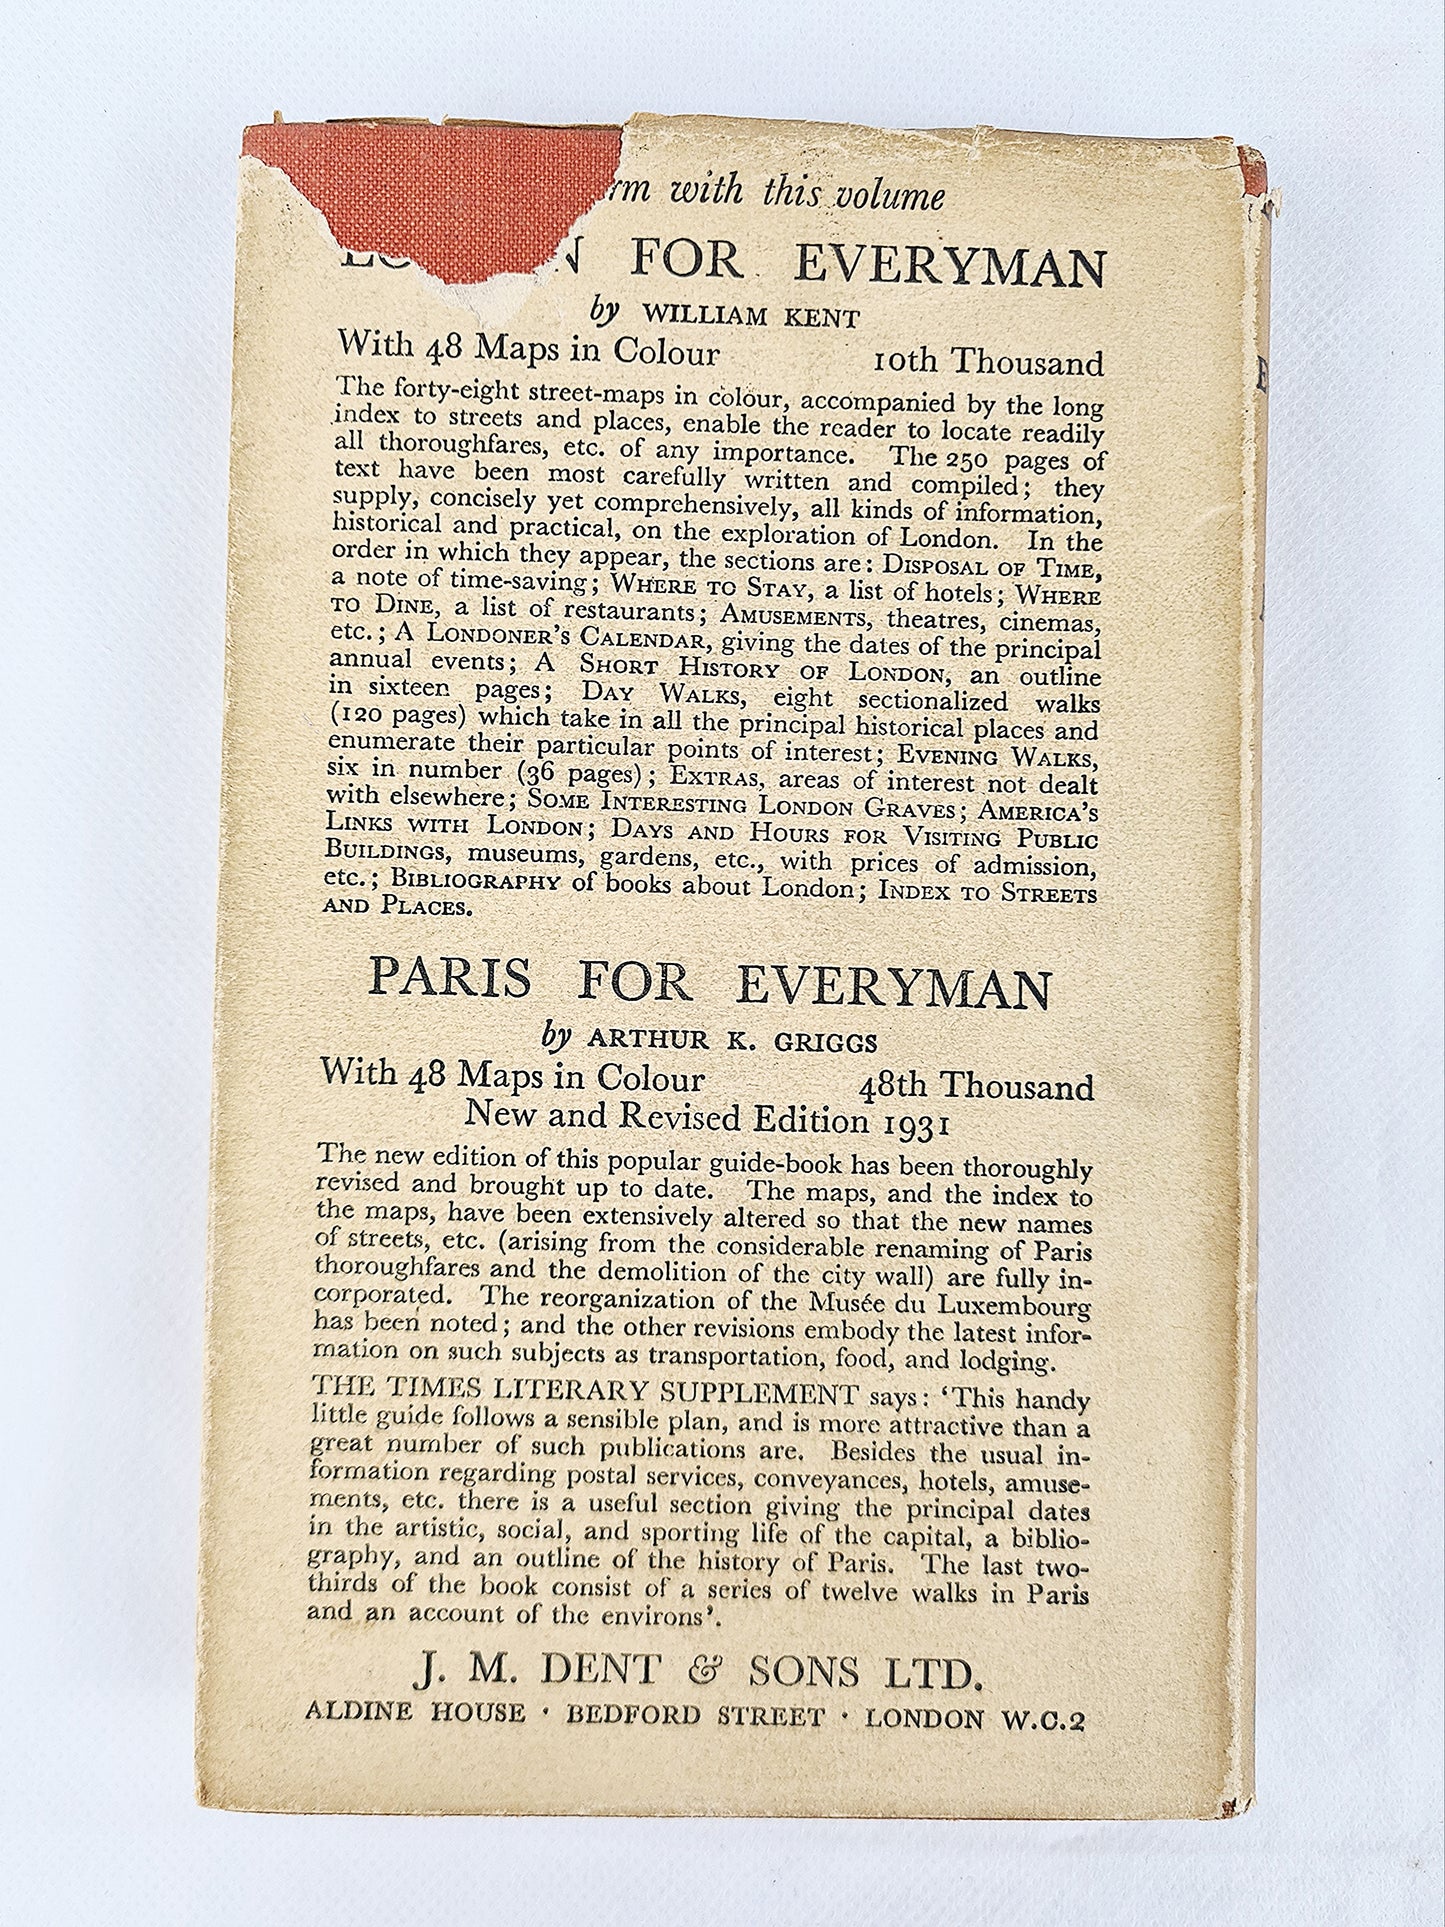 with this volume
FOR EVERYMAN
by WILLIAM KENT
With 48 Maps in Colour 10th Thousand
The forty-eight street-maps in colour, accompanied by the long
index to streets and places, enable the reader to locate readily
all thoroughfares, etc. of any importance. The 250 pages of
text have been most carefully written and compiled; they
supply, concisely yet comprehensively, all kinds of information,
historical and practical, on the exploration of London. In the
order in which they appear, the sections are: DISPOSAL OF TIME,
a note of time-saving; WHERE TO STAY, a list of hotels; WHERE
TO DINE, a list of restaurants; AMUSEMENTS, theatres, cinemas,
etc.; A LONDONER'S CALENDAR, giving the dates of the principal
annual events; A SHORT HISTORY OF LONDON, an outline
in sixteen pages; DAY WALKS, eight sectionalized walks
(120 pages) which take in all the principal historical places and
enumerate their particular points of interest; EVENING WALKS,
six in number (36 pages); EXTRAS, areas of interest not dealt
with elsewhere; SOME INTERESTING LONDON GRAVES; AMERICA'S
LINKS WITH LONDON; DAYS AND HOURS FOR VISITING PUBLIC
BUILDINGS, museums, gardens, etc., with prices of admission,
etc.; BIBLIOGRAPHY of books about London; INDEX TO STREETS
AND PLACES.
PARIS FOR EVERYMAN
by ARTHUR K. GRIGGS
With 48 Maps in Colour 48th Thousand
New and Revised Edition 1931
The new edition of this popular guide-book has been thoroughly
revised and brought up to date. The maps, and the index to
the maps, have been extensively altered so that the new names
of streets, etc. (arising from the considerable renaming of Paris
thoroughfares and the demolition of the city wall) are fully in-
corporated. The reorganization of the Musée du Luxembourg
has been noted; and the other revisions embody the latest infor-
mation on such subjects as transportation, food, and lodging.
THE TIMES LITERARY SUPPLEMENT says: 'This handy
little guide follows a sensible plan, and is more attractive than a
great number of such publications are. Besides the usual in-
formation regarding postal services, conveyances, hotels, amuse-
ments, etc. there is a useful section giving the principal dates
in the artistic, social, and sporting life of the capital, a biblio-
graphy, and an outline of the history of Paris. The last two-
thirds of the book consist of a series of twelve walks in Paris
and an account of the environs'.
J. M. DENT & SONS LTD.
ALDINE HOUSE · BEDFORD STREET · LONDON W.C.2